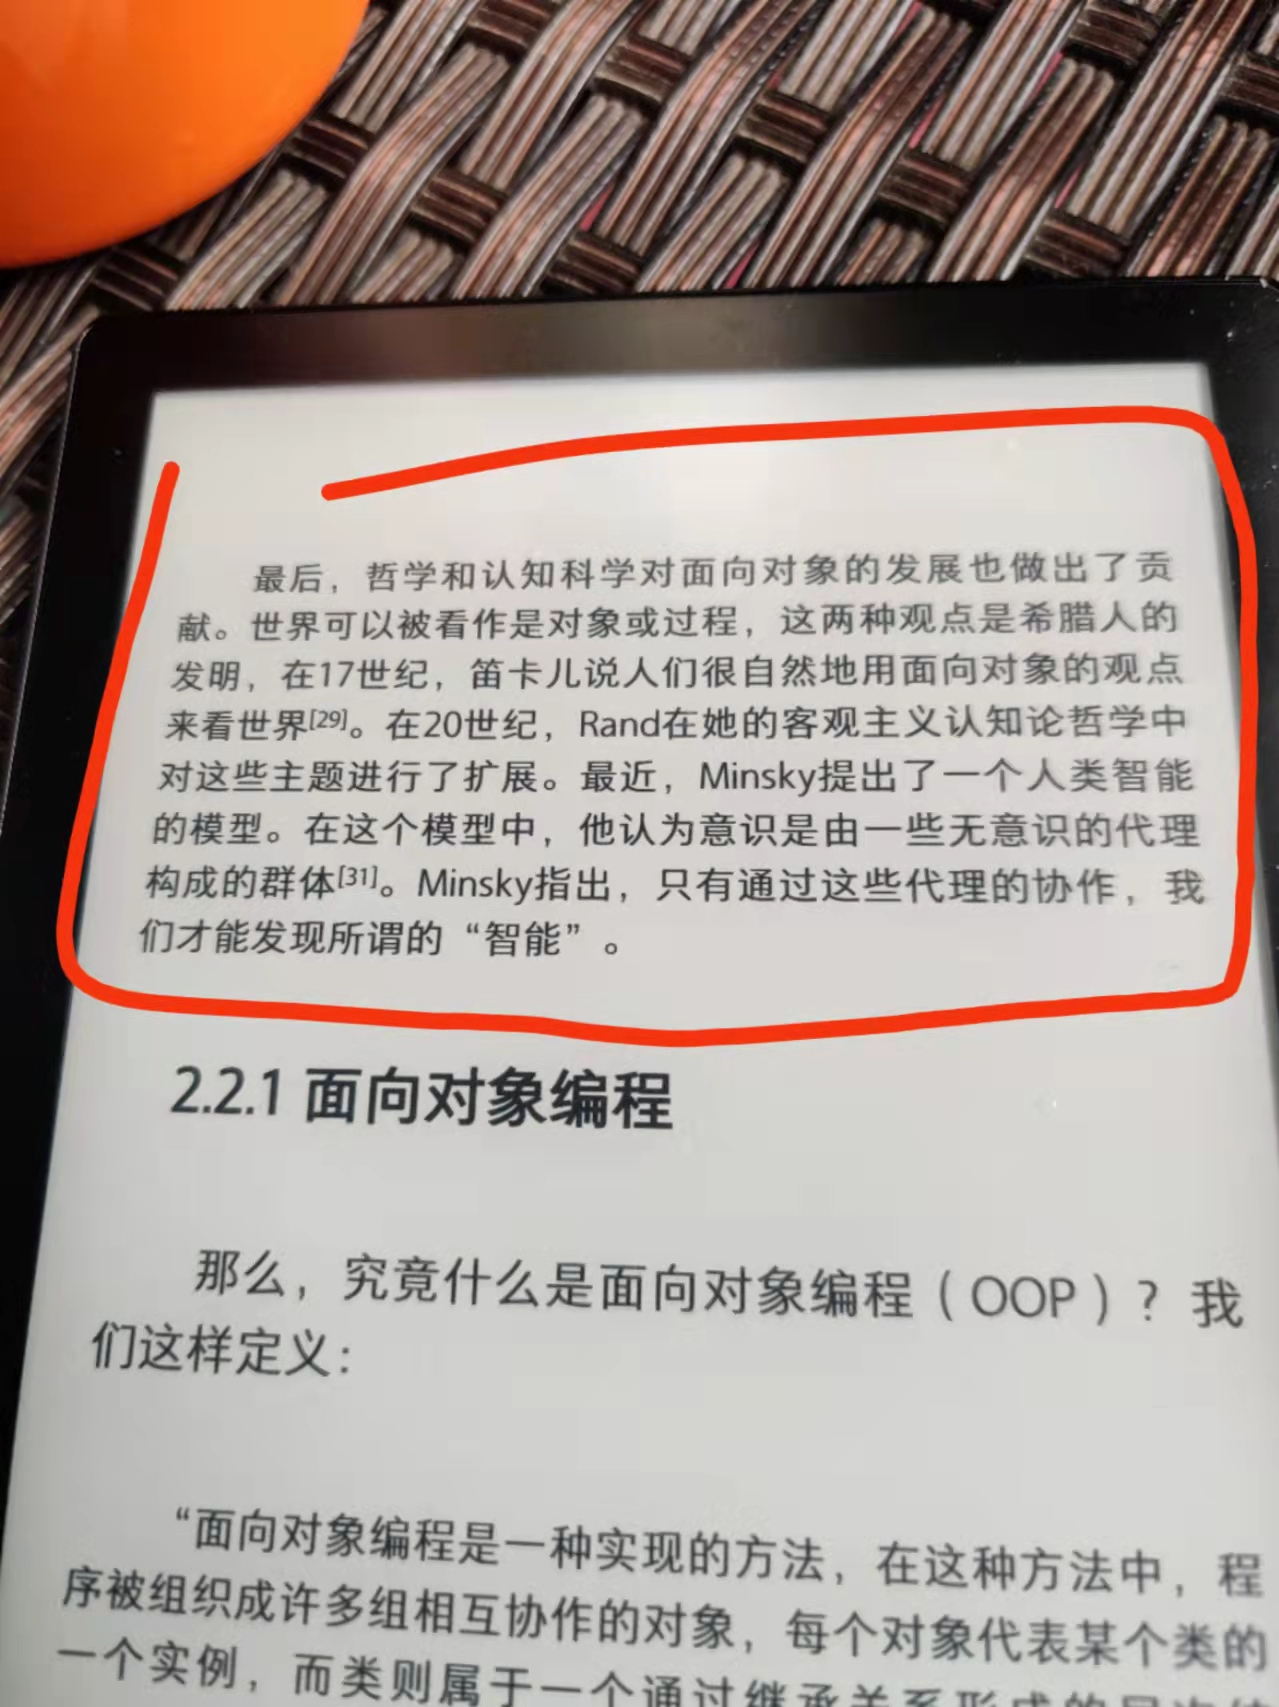 最后，哲学和认知科学对面向对象的发展也做出了贡
献。世界可以被看作是对象或过程，这两种观点是希腊人的
发明，在17世纪，笛卡儿说人们很自然地用面向对象的观点
来看世界[29]。在20世纪，Rand在她的客观主义认知论哲学中
对这些主题进行了扩展。最近，Minsky提出了一个人类智能
的模型。在这个模型中，他认为意识是由一些无意识的代理
构成的群体[31]。Minsky指出，只有通过这些代理的协作，我
们才能发现所谓的“智能”。
2.2.1 面向对象编程
那么，究竟什么是面向对象编程（OOP）？我
们这样定义：
“面向对象编程是一种实现的方法，在这种方法中，程
序被组织成许多组相互协作的对象，每个对象代表某个类的
一个实例，而类则属于一个通过继承关系形成的